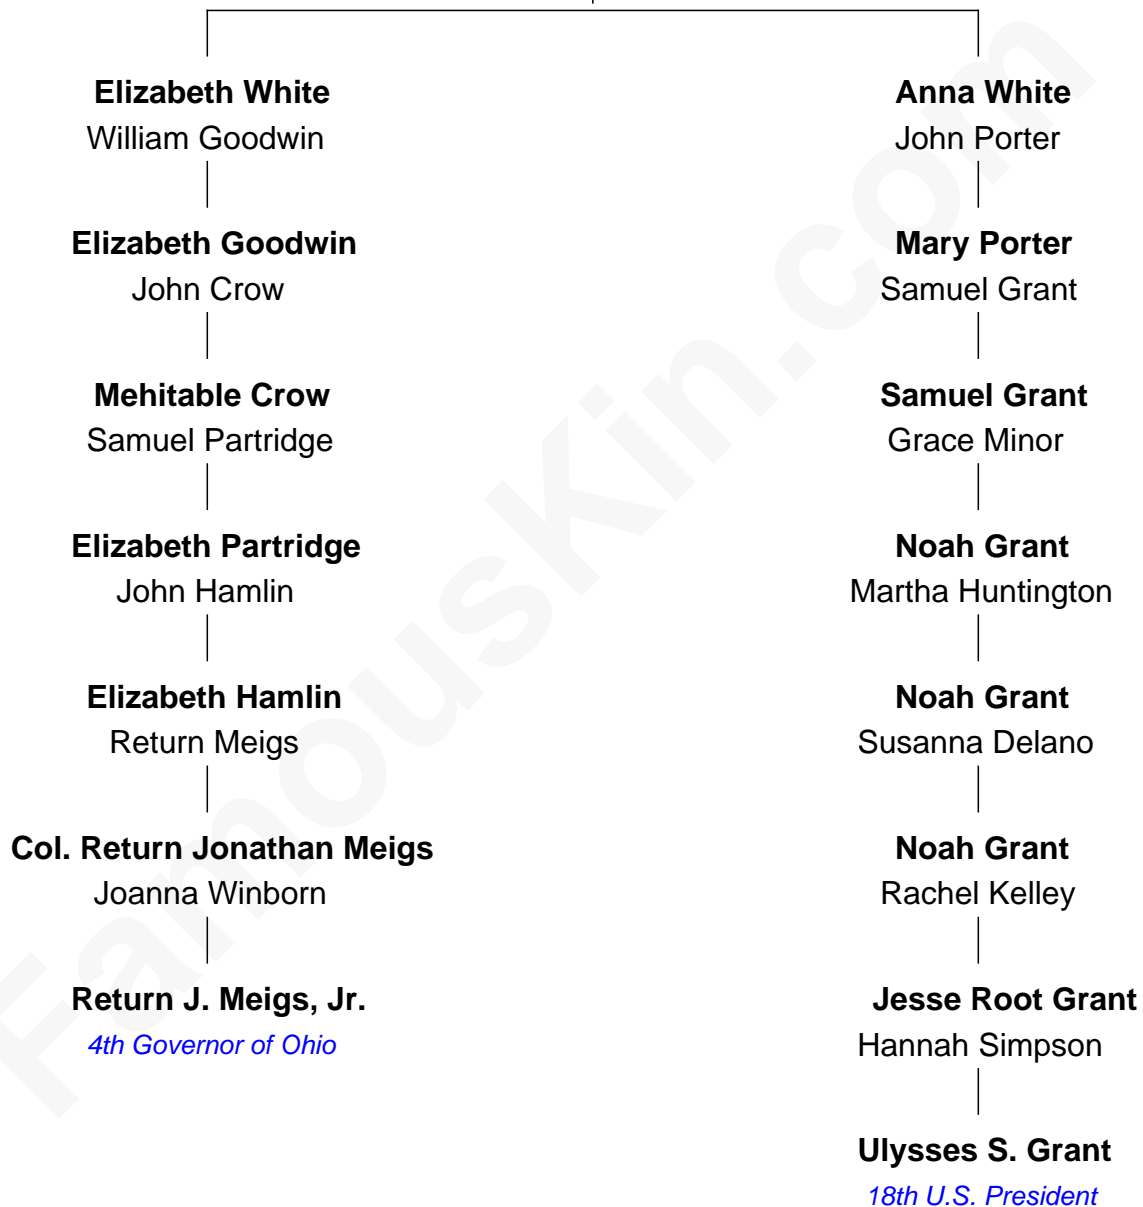 Elizabeth White
William Goodwin
Elizabeth Goodwin
John Crow
Mehitable Crow
Samuel Partridge
Elizabeth Partridge
John Hamlin
Elizabeth Hamlin
Return Meigs
Col. Return Jonathan Meigs
Joanna Winborn
Return J. Meigs, Jr.
4th Governor of Ohio
Anna White
John Porter
Mary Porter
Samuel Grant
Samuel Grant
Grace Minor
Noah Grant
Martha Huntington
Noah Grant
Susanna Delano
Noah Grant
Rachel Kelley
Jesse Root Grant
Hannah Simpson
Ulysses S. Grant
18th U.S. President
FamousKin.com